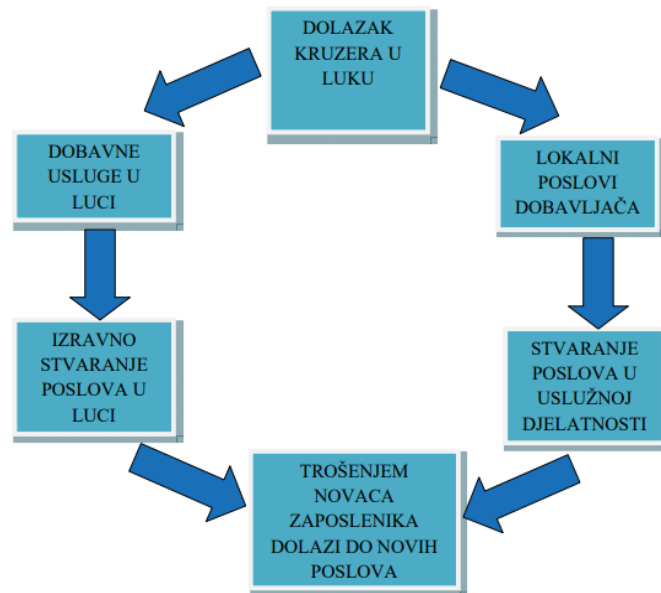 DOLAZAK
KRUZERA U
LUKU
DOBAVNE
USLUGE U
LUCI
LOKALNI
POSLOVI
DOBAVLJAČA
IZRAVNO
STVARANJE
POSLOVA U
LUCI
STVARANJE
POSLOVA U
USLUŽNOJ
DJELATNOSTI
TROŠENJEM
NOVACA
ZAPOSLENIKA
DOLAZI DO NOVIH
POSLOVA